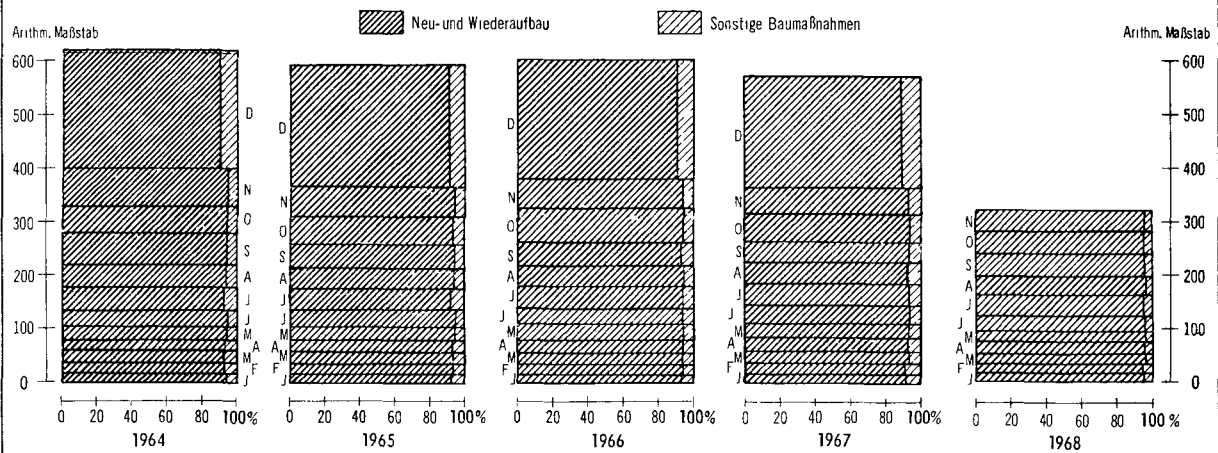 Neu- und Wiederaufbau
Sonstige Baumaßnahmen
Arithm. Maßstab
Arithm. Maßstab
600
500
400
300
200
100
0
D
N
O
S
A
J
J
M
A
M
F
J
D
N
O
S
A
J
J
M
A
M
F
J
D
N
O
S
A
J
J
M
A
M
F
J
D
N
O
S
A
J
J
M
A
M
F
J
N
O
S
A
J
J
M
A
M
F
J
600
500
400
300
200
100
0
0 20 40 60 80 100%
0 20 40 60 80 100%
0 20 40 60 80 100%
0 20 40 60 80 100%
0 20 40 60 80 100 %
1964
1965
1966
1967
1968